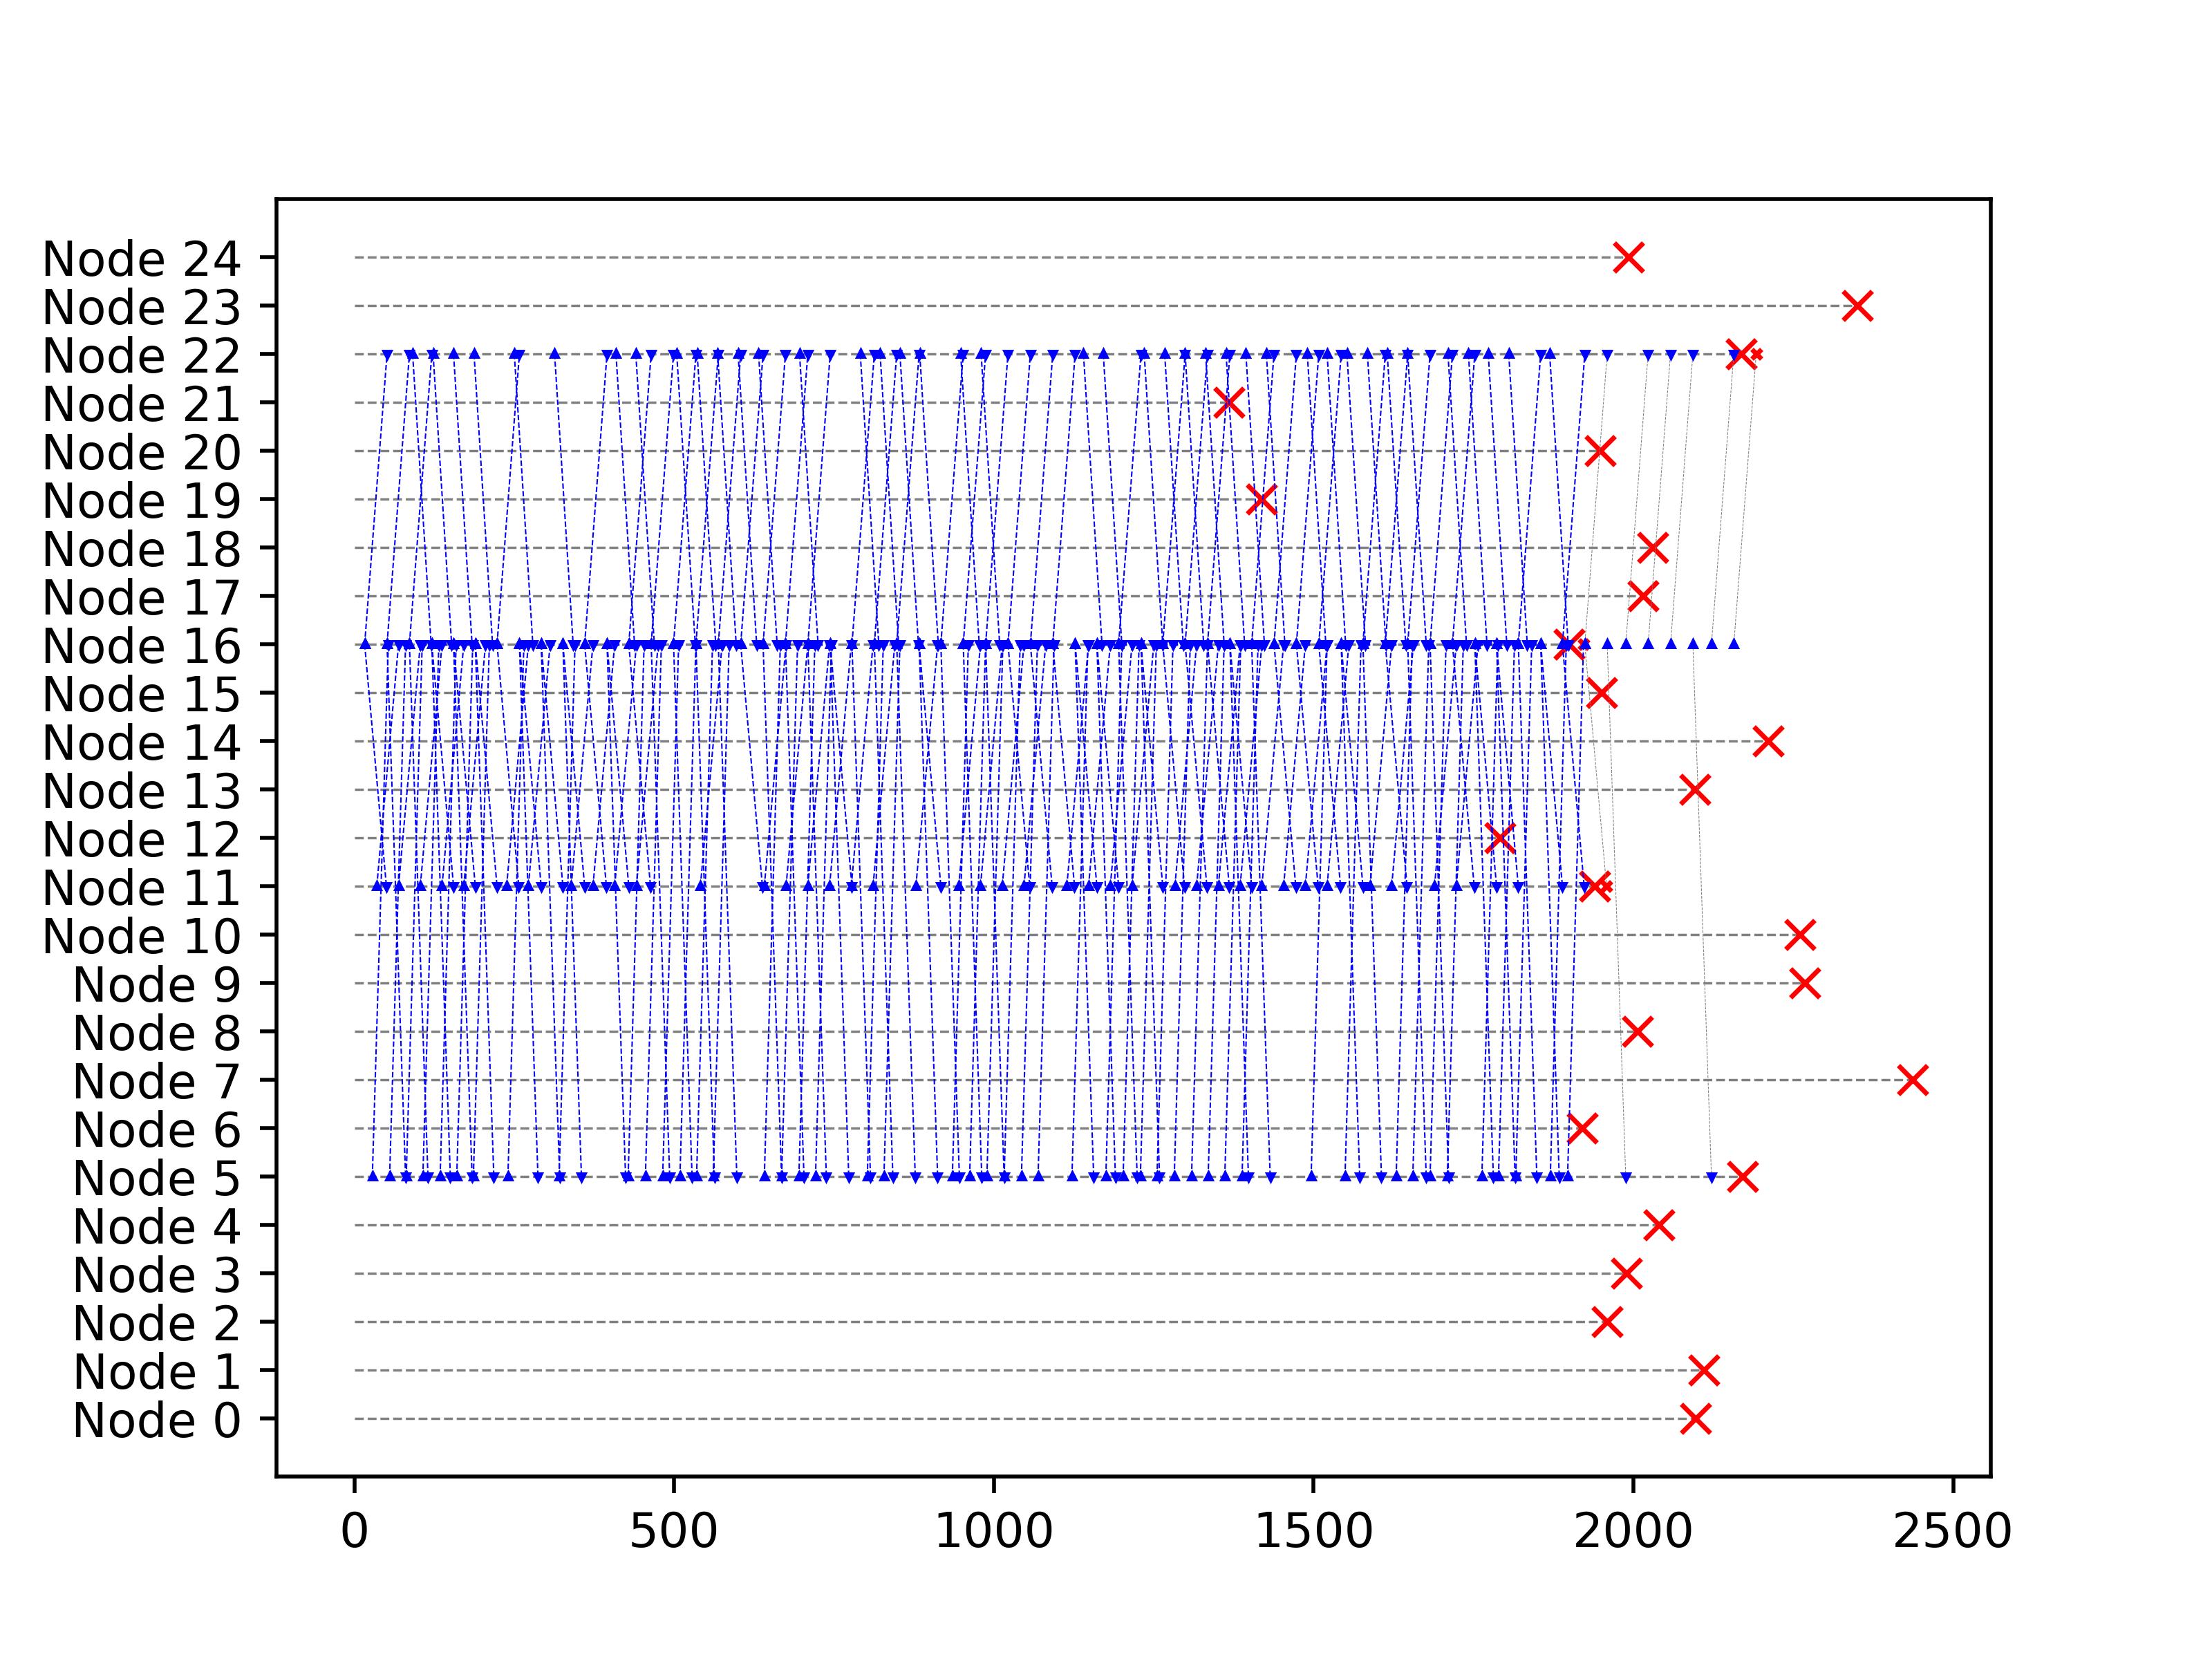 Node 24
Node 23
Node 22
Node 21
Node 20
Node 19
Node 18
Node 17
Node 16
Node 15
Node 14
Node 13
Node 12
Node 11
Node 10
Node 9
Node 8
Node 7
Node 6
Node 5
Node 4
Node 3
Node 2
Node 1
Node 0
0 500 1000 1500 2000 2500